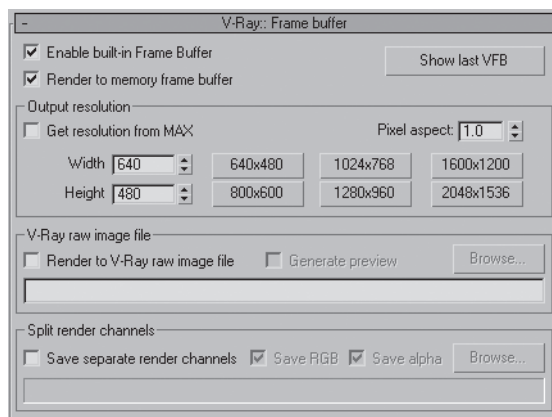 - V-Ray:: Frame buffer
Enable built-in Frame Buffer
Show last VFB
Render to memory frame buffer
Output resolution
Get resolution from MAX
Pixel aspect: 1.0
Width 640 640x480 1024x768 1600x1200
Height 480 800x600 1280x960 2048x1536
V-Ray raw image file
Render to V-Ray raw image file Generate preview Browse...
Split render channels
Save separate render channels Save RGB Save alpha Browse...